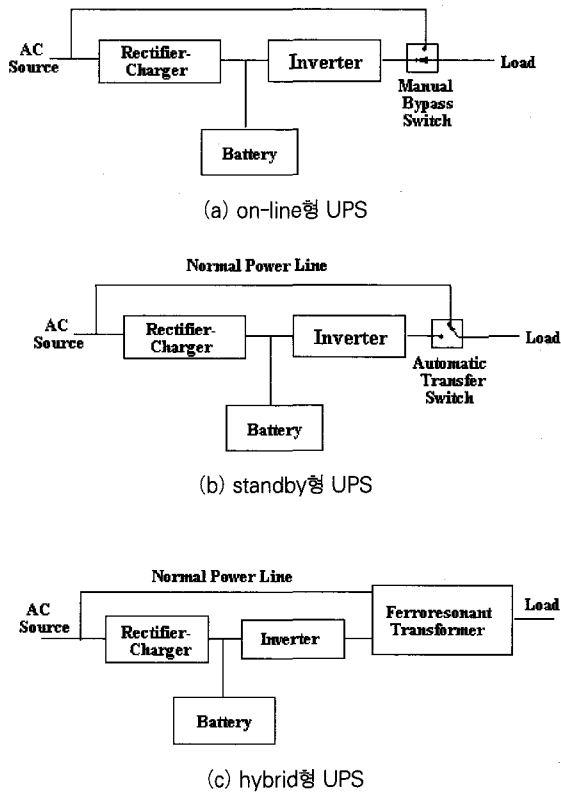 AC
Source
Rectifier-
Charger
Inverter
Load
Manual
Bypass
Switch
Battery
(a) on-line형 UPS
Normal Power Line
AC
Source
Rectifier-
Charger
Inverter
Load
Automatic
Transfer
Switch
Battery
(b) standby형 UPS
Normal Power Line
AC
Source
Rectifier-
Charger
Inverter
Ferroresonant
Transformer
Load
Battery
(c) hybrid형 UPS